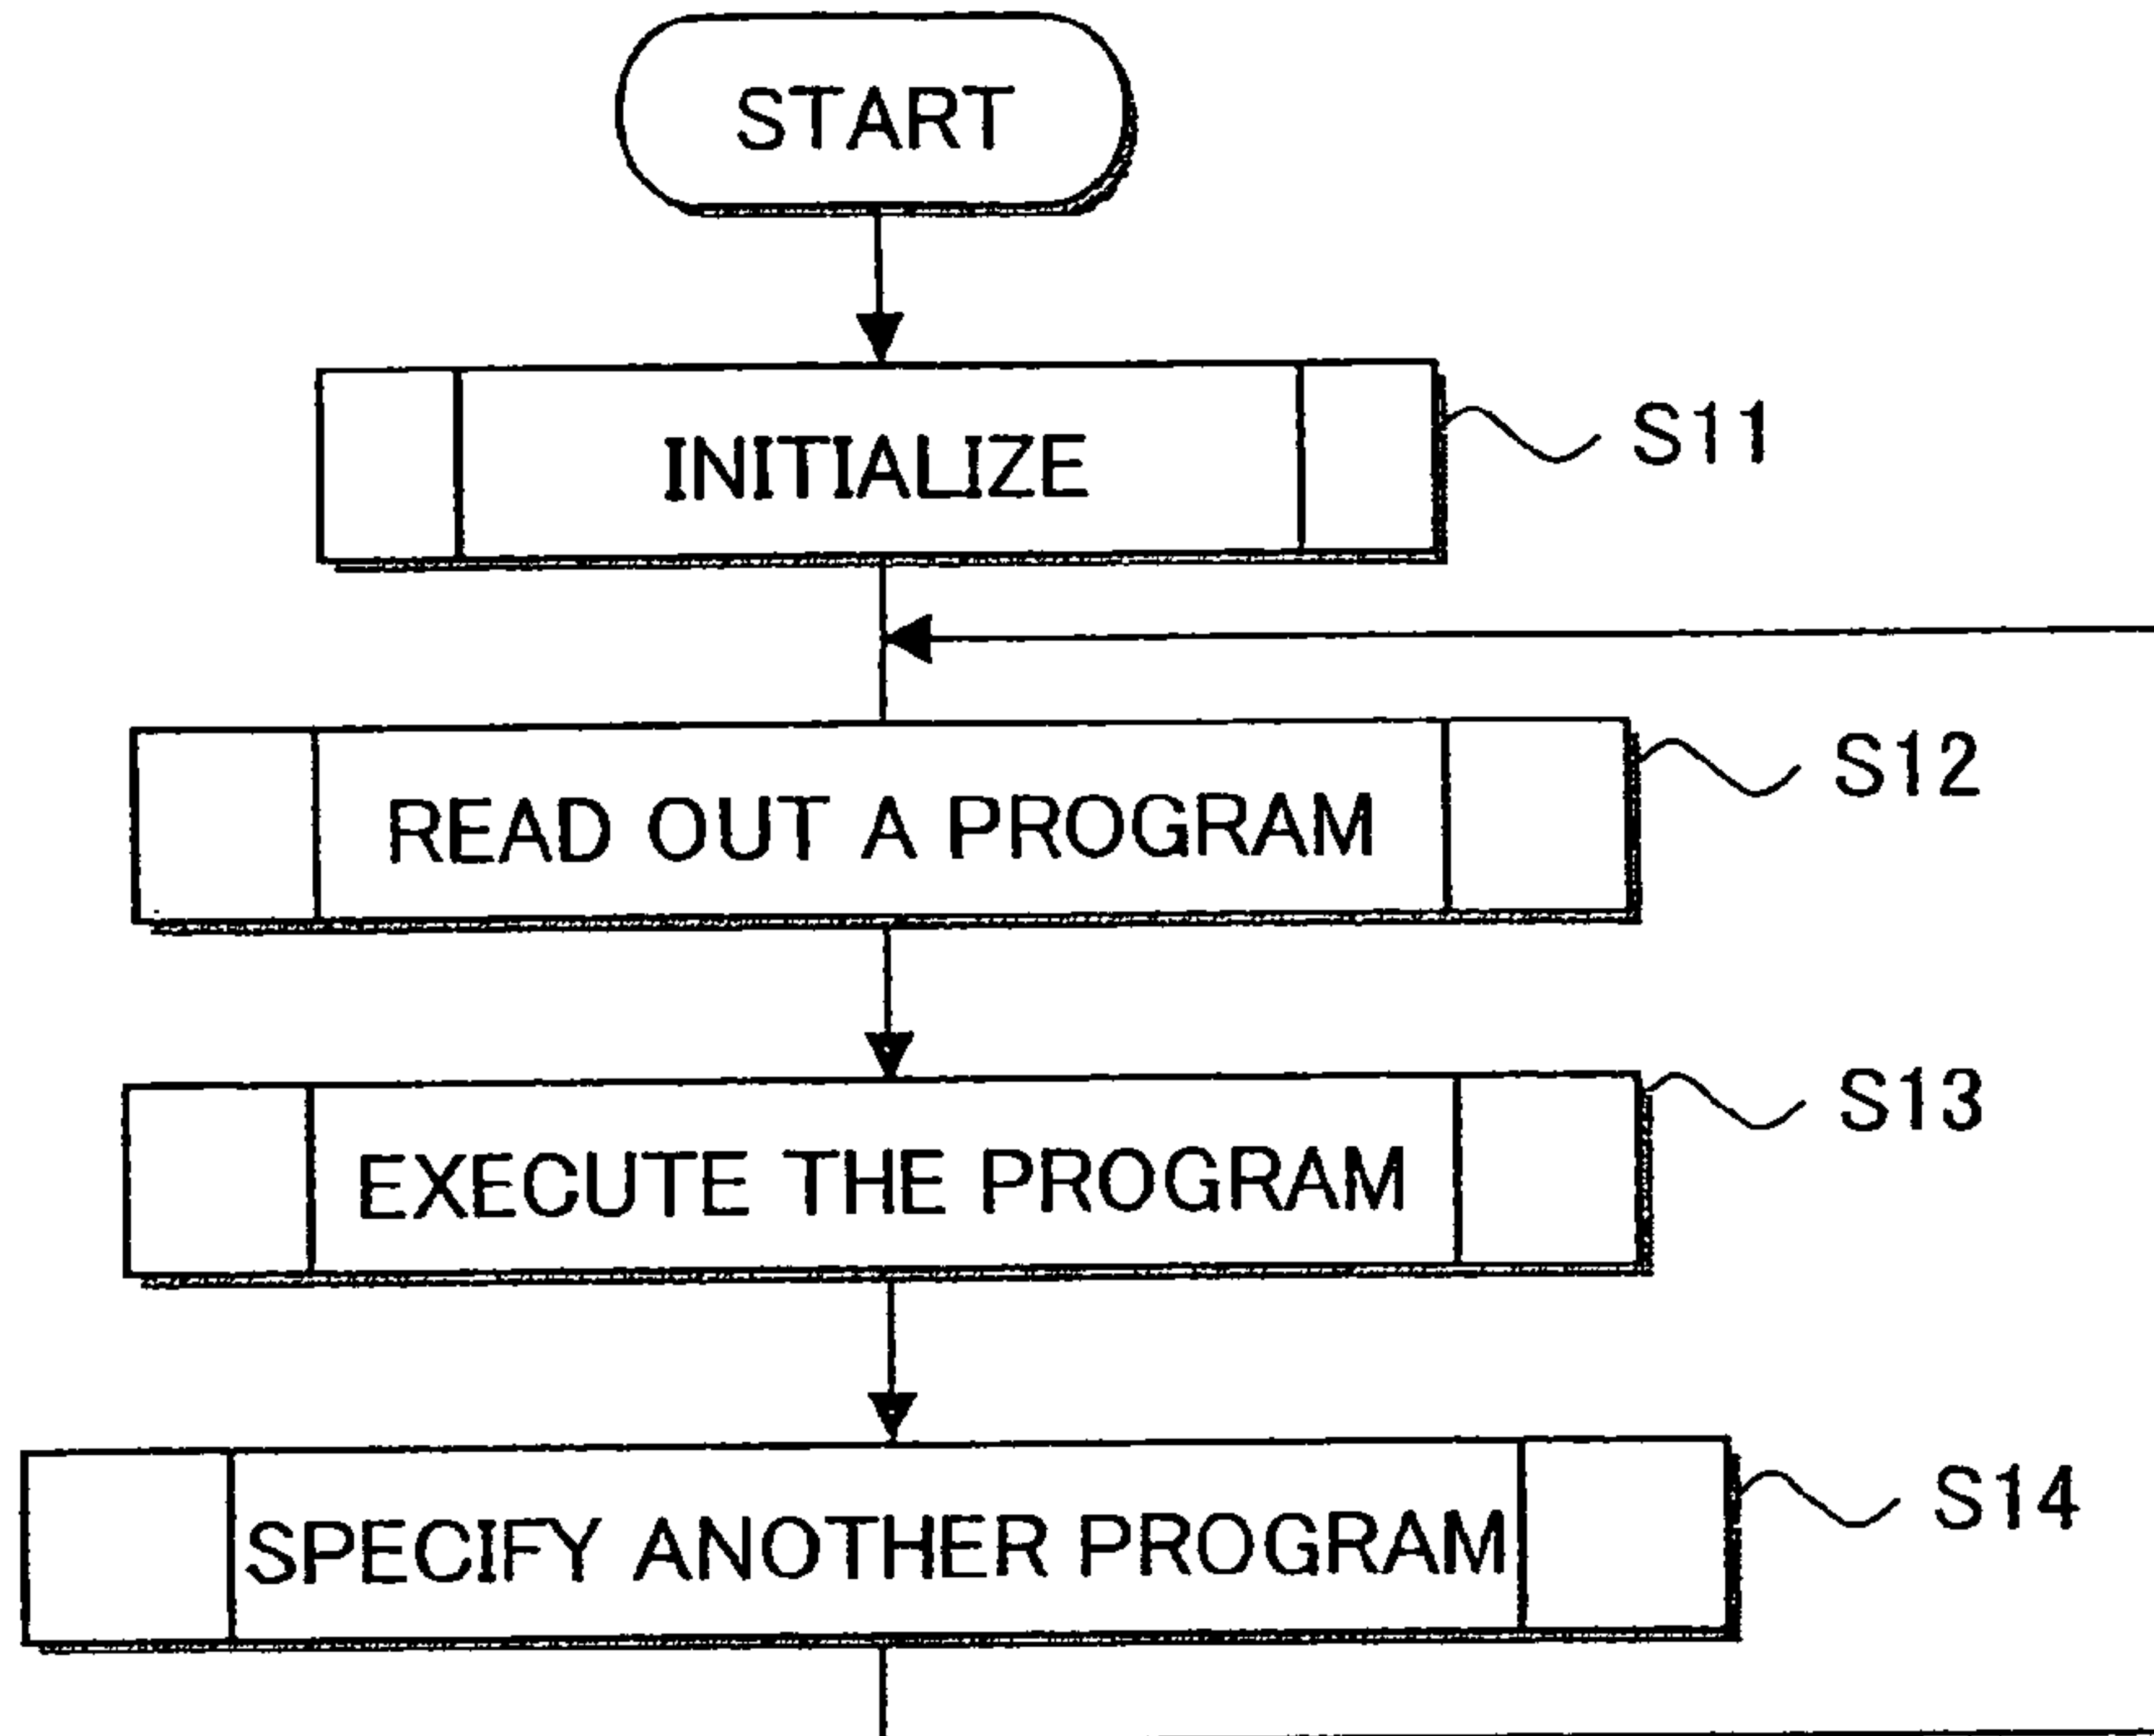 START
INITIALIZE
S11
READ OUT A PROGRAM
S12
EXECUTE THE PROGRAM
S13
SPECIFY ANOTHER PROGRAM
S14